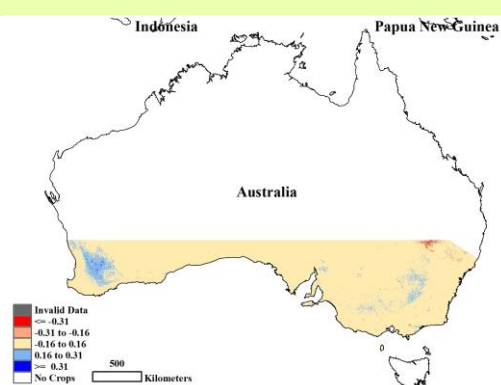 Indonesia
Papua New Guinea
Australia
Invalid Data
<= -0.31
-0.31 to -0.16
-0.16 to 0.16
0.16 to 0.31
>= 0.31
No Crops
500
Kilometers